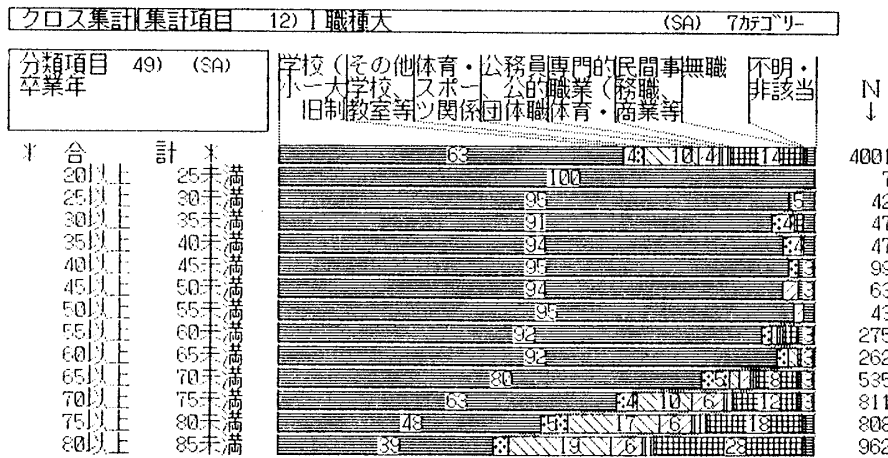 クロス集計(集計項目 12) 1 職種大 (SA) 7カテゴリー
分類項目 49) (SA)
卒業年
学校( その他 体育・ 公務員 専門的 民間事 無職 不明・
小ー大 学校、 スポー 、公的 職業( 務職、 非該当 N
旧制 教室等 ツ関係 団体職 体育・ 商業等 ↓
* 合 計 * 63 4 3 10 4 14 4001
20以上 25未満 100 7
25以上 30未満 95 5 42
30以上 35未満 91 4 47
35以上 40未満 94 4 47
40以上 45未満 95 3 99
45以上 50未満 94 3 63
50以上 55未満 95 43
55以上 60未満 92 3 275
60以上 65未満 92 3 262
65以上 70未満 80 5 8 3 535
70以上 75未満 63 4 10 6 12 3 811
75以上 80未満 48 5 17 6 18 808
80以上 85未満 39 19 6 28 962